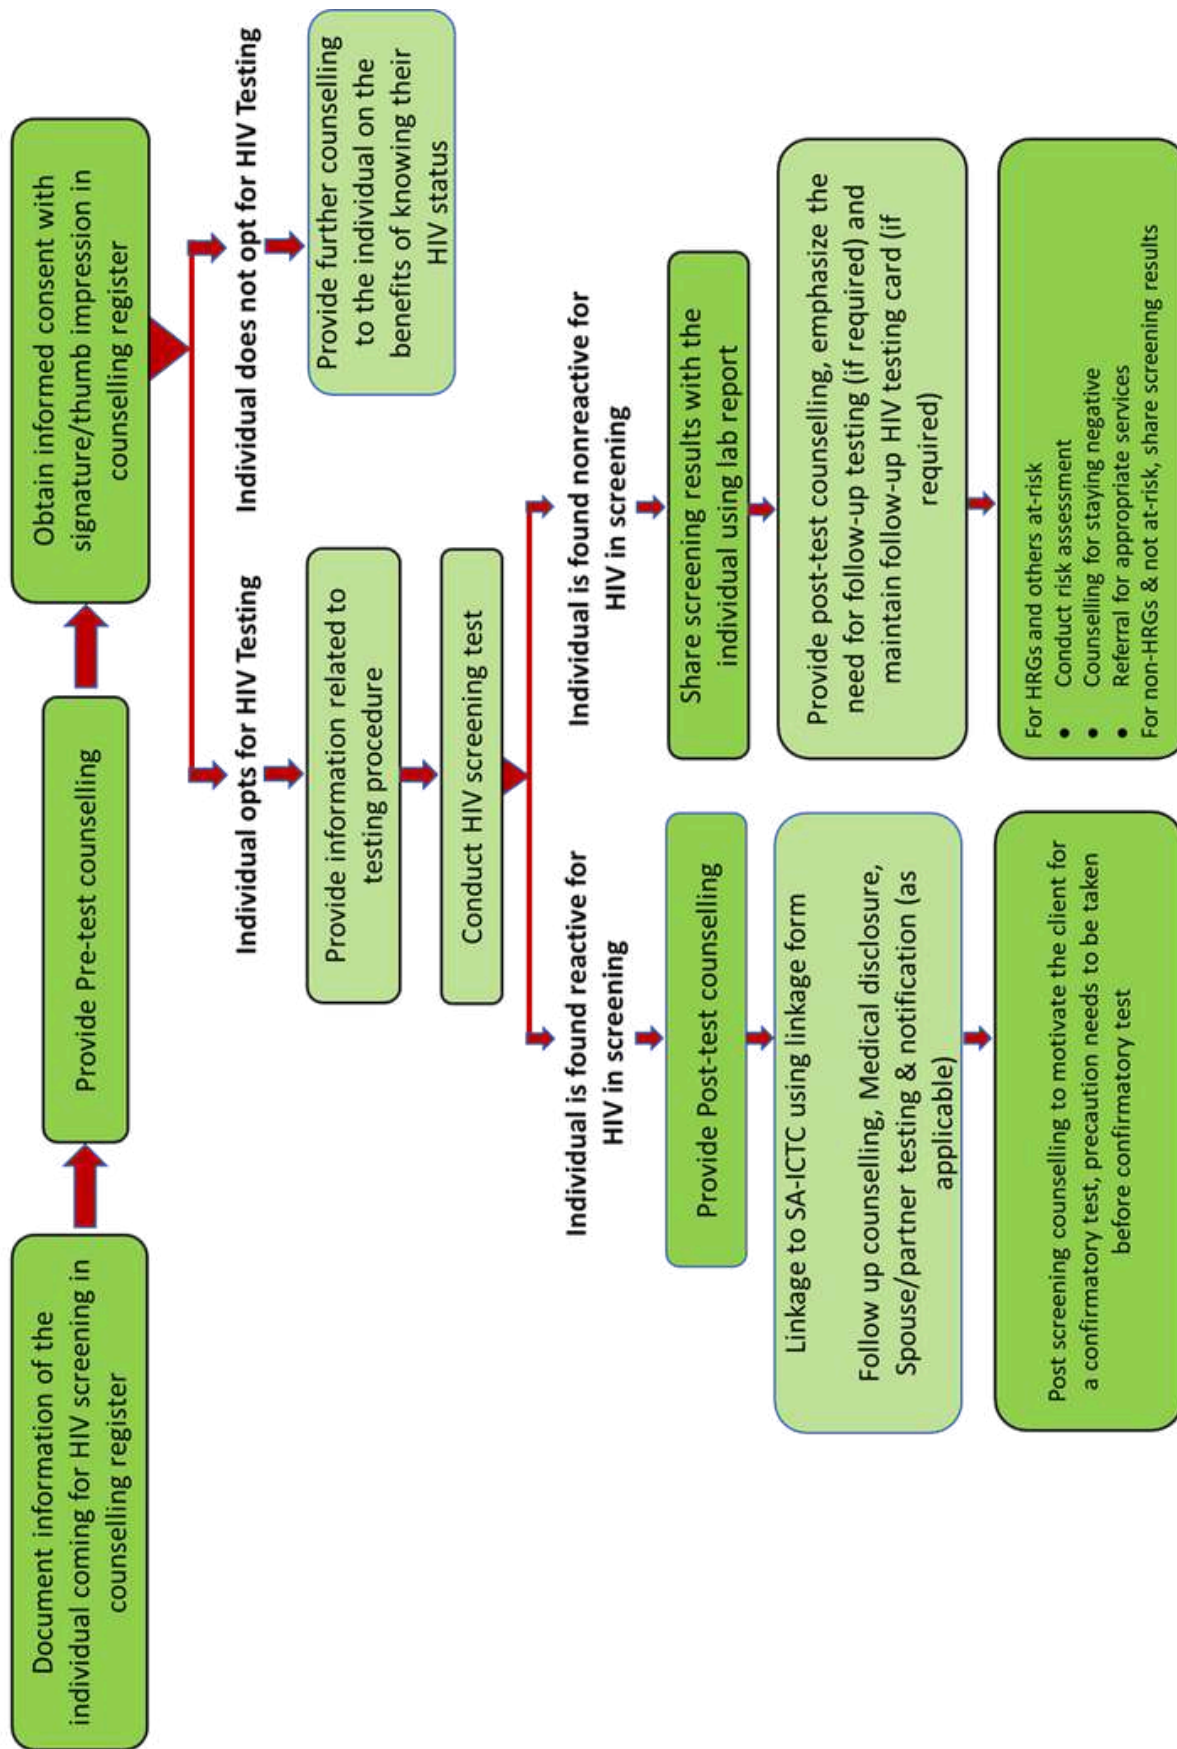 Document information of the
individual coming for HIV screening in
counselling register
Provide Pre-test counselling
Obtain informed consent with
signature/thumb impression in
counselling register
Individual opts for HIV Testing
Individual does not opt for HIV Testing
Provide information related to
testing procedure
Provide further counselling
to the individual on the
benefits of knowing their
HIV status
Conduct HIV screening test
Individual is found reactive for
HIV in screening
Individual is found nonreactive for
HIV in screening
Provide Post-test counselling
Share screening results with the
individual using lab report
Linkage to SA-ICTC using linkage form
Follow up counselling, Medical disclosure,
Spouse/partner testing & notification (as
applicable)
Provide post-test counselling, emphasize the
need for follow-up testing (if required) and
maintain follow-up HIV testing card (if
required)
Post screening counselling to motivate the client for
a confirmatory test, precaution needs to be taken
before confirmatory test
For HRGs and others at-risk
• Conduct risk assessment
• Counselling for staying negative
• Referral for appropriate services
For non-HRGs & not at-risk, share screening results